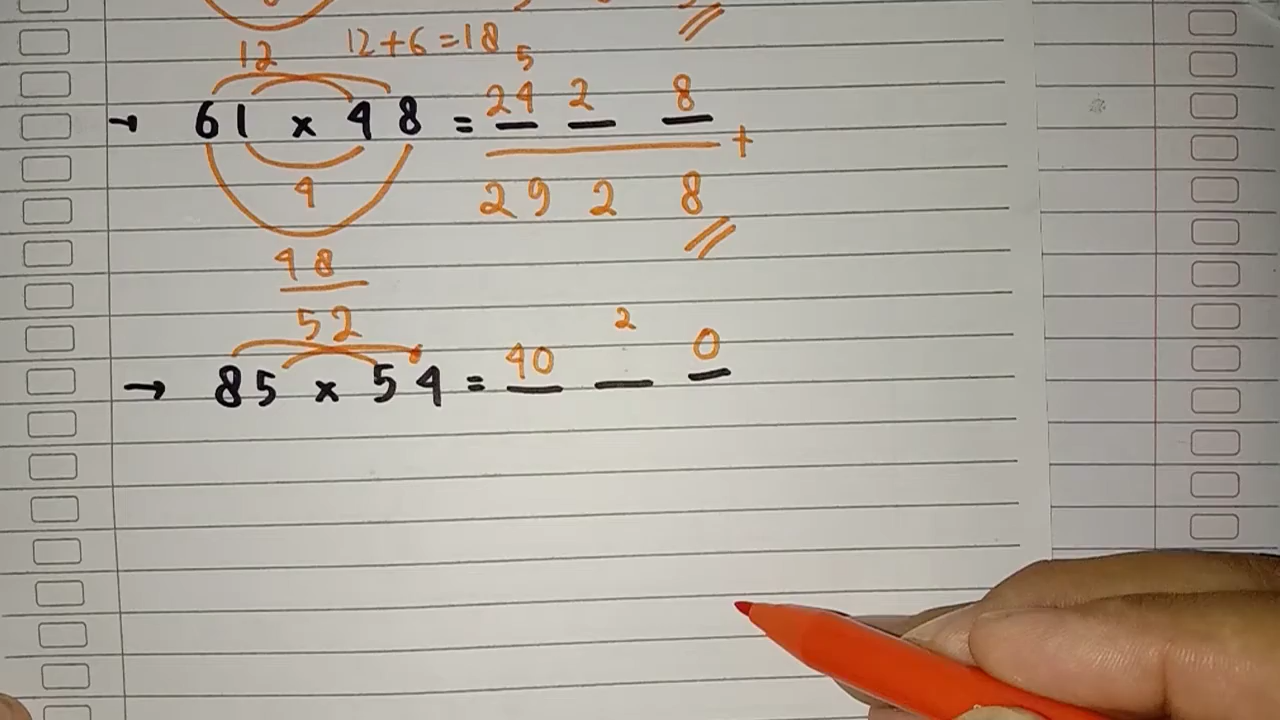 12 12+6=18 5
→ 61 x 48 = 24 2 8
4 +
29 2 8
48
52 2
→ 85 x 54 = 40 0